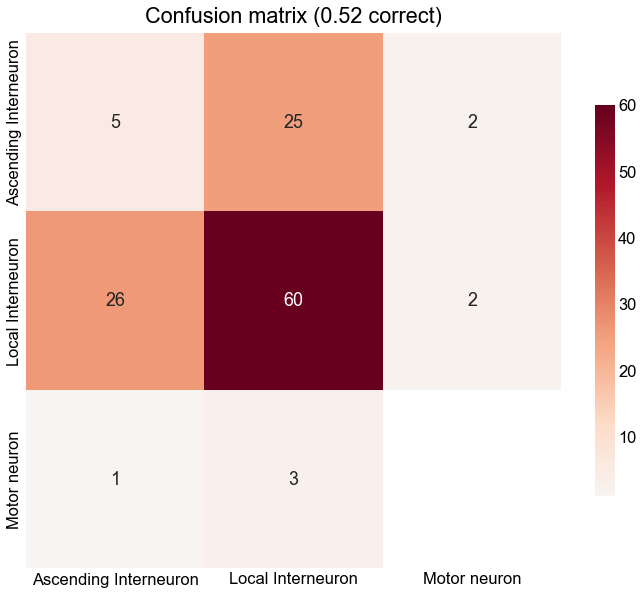 Confusion matrix (0.52 correct)
Ascending Interneuron
5
25
2
Local Interneuron
26
60
2
Motor neuron
1
3
Ascending Interneuron
Local Interneuron
Motor neuron
60
50
40
30
20
10